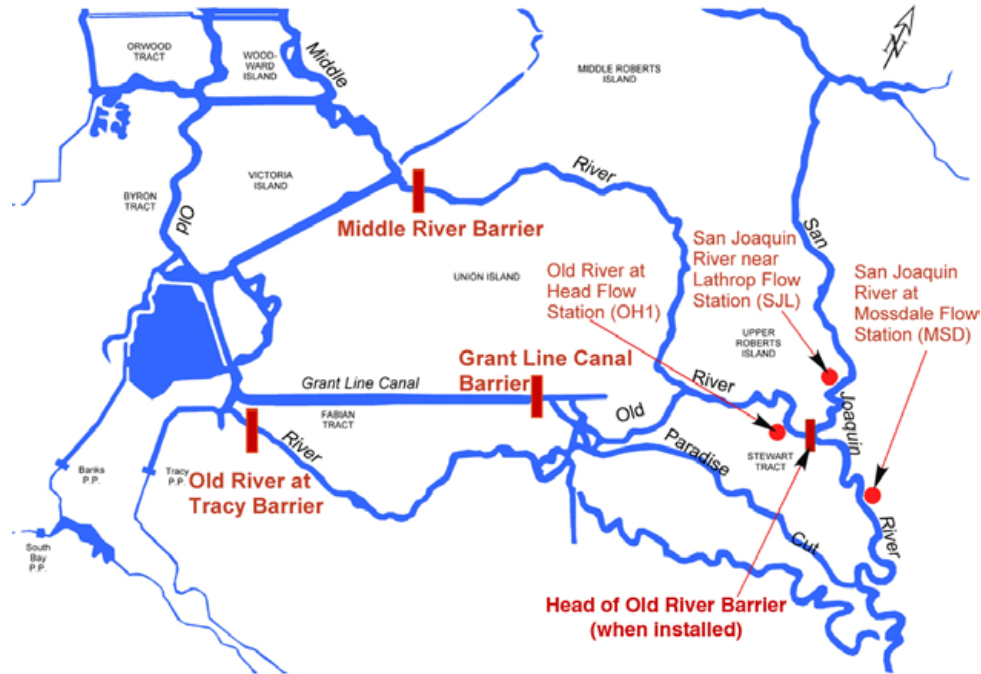 ORWOOD
TRACT
WOOD-
WARD
ISLAND
Middle
MIDDLE ROBERTS
ISLAND
N
BYRON
TRACT
VICTORIA
ISLAND
Old
River
San
Middle River Barrier
UNION ISLAND
Old River at
Head Flow
Station (OH1)
San Joaquin
River near
Lathrop Flow
Station (SJL)
San Joaquin
River at
Mossdale Flow
Station (MSD)
UPPER
ROBERTS
ISLAND
Grant Line Canal
Barrier
Grant Line Canal
FABIAN
TRACT
River
Old
River
Joaquin
Paradise
STEWART
TRACT
Cut
River
Banks
P.P.
Tracy
P.P.
Old River at
Tracy Barrier
South
Bay
P.P.
Head of Old River Barrier
(when installed)